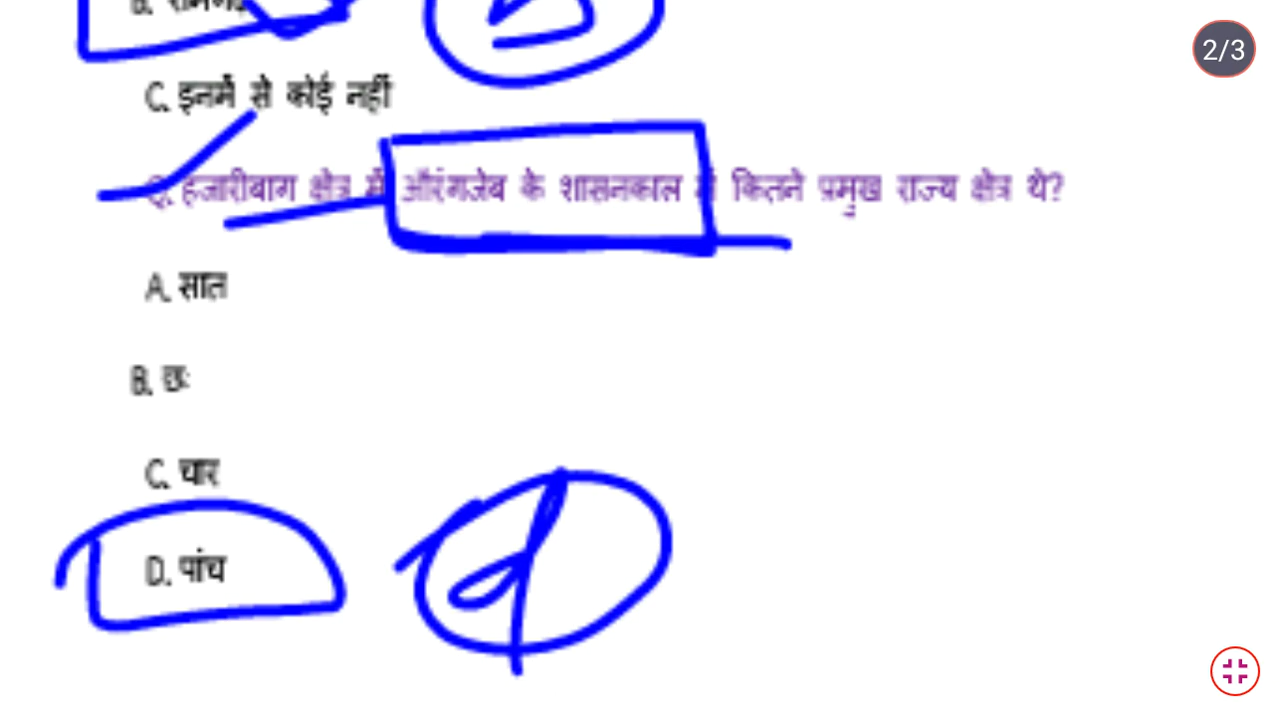 2/3
B.
C. इनमें से कोई नहीं
Q. हजारीबाग क्षेत्र में औरंगजेब के शासनकाल में कितने प्रमुख राज्य क्षेत्र थे?
A. सात
B. छः
C. चार
D. पांच
d